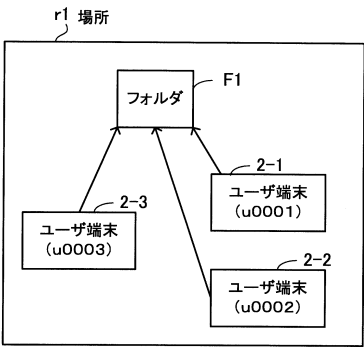 r1 場所
フォルダ
F1
2-1
ユーザ端末
(u0001)
2-3
ユーザ端末
(u0003)
2-2
ユーザ端末
(u0002)